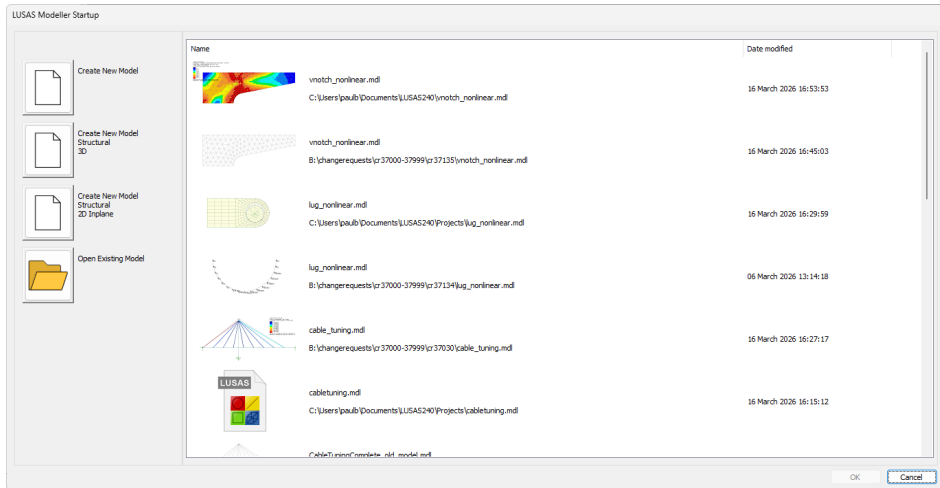 LUSAS Modeller Startup
Create New Model
Create New Model
Structural
3D
Create New Model
Structural
2D Inplane
Open Existing Model
Name
Date modified
vnotch_nonlinear.mdl
C:\Users\paulb\Documents\LUSAS240\vnotch_nonlinear.mdl
16 March 2026 16:53:53
vnotch_nonlinear.mdl
B:\changerequests\cr37000-37999\cr37135\vnotch_nonlinear.mdl
16 March 2026 16:45:03
lug_nonlinear.mdl
C:\Users\paulb\Documents\LUSAS240\Projects\lug_nonlinear.mdl
16 March 2026 16:29:59
lug_nonlinear.mdl
B:\changerequests\cr37000-37999\cr37134\lug_nonlinear.mdl
06 March 2026 13:14:18
cable_tuning.mdl
B:\changerequests\cr37000-37999\cr37030\cable_tuning.mdl
16 March 2026 16:27:17
LUSAS
cabletuning.mdl
C:\Users\paulb\Documents\LUSAS240\Projects\cabletuning.mdl
16 March 2026 16:15:12
CableTuningComplete_old_model.mdl
OK
Cancel